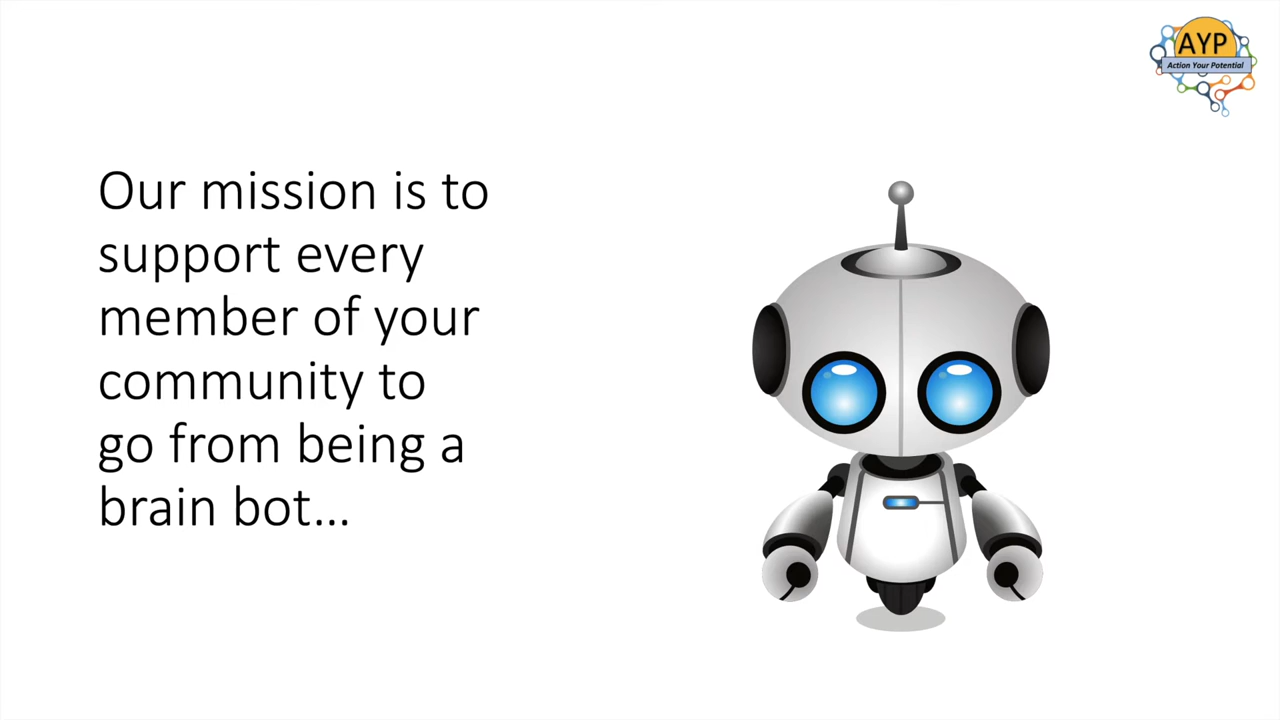 AYP
Action Your Potential
Our mission is to
support every
member of your
community to
go from being a
brain bot...